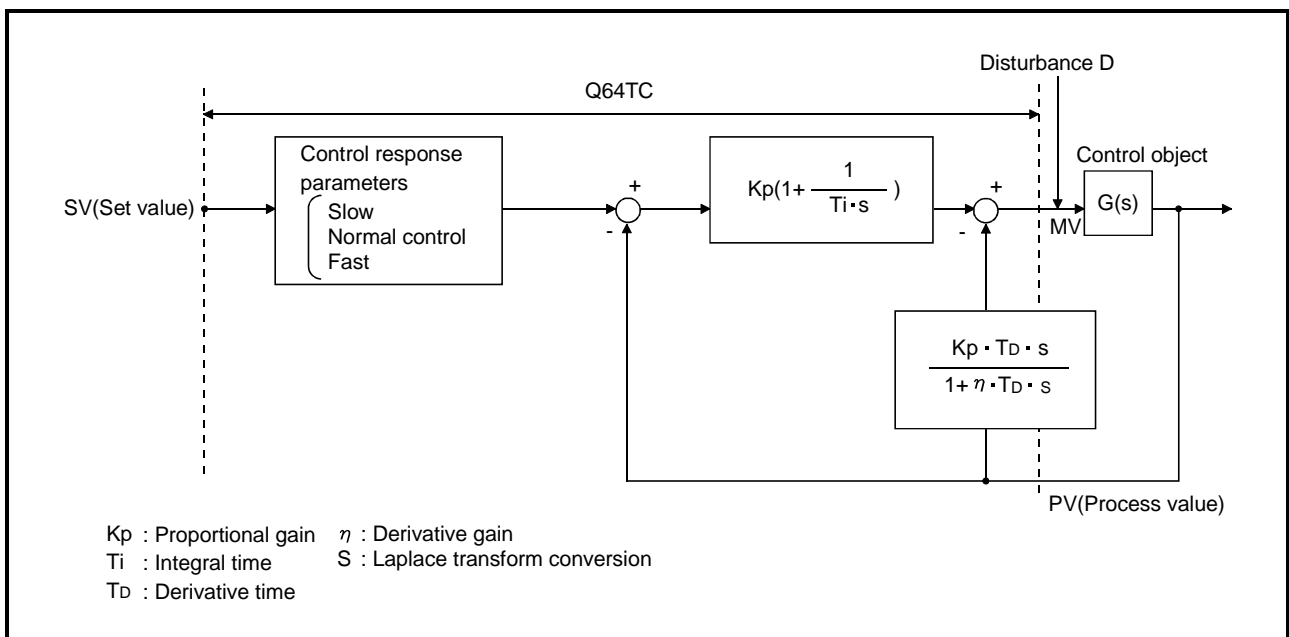 Disturbance D
Q64TC
Control response
parameters
Slow
Normal control
Fast
SV(Set value)
+
-
Kp(1+ 1 / Ti・s )
+
-
MV
Control object
G(s)
Kp・TD・s
1+η・TD・s
PV(Process value)
Kp : Proportional gain η : Derivative gain
Ti : Integral time S : Laplace transform conversion
TD : Derivative time